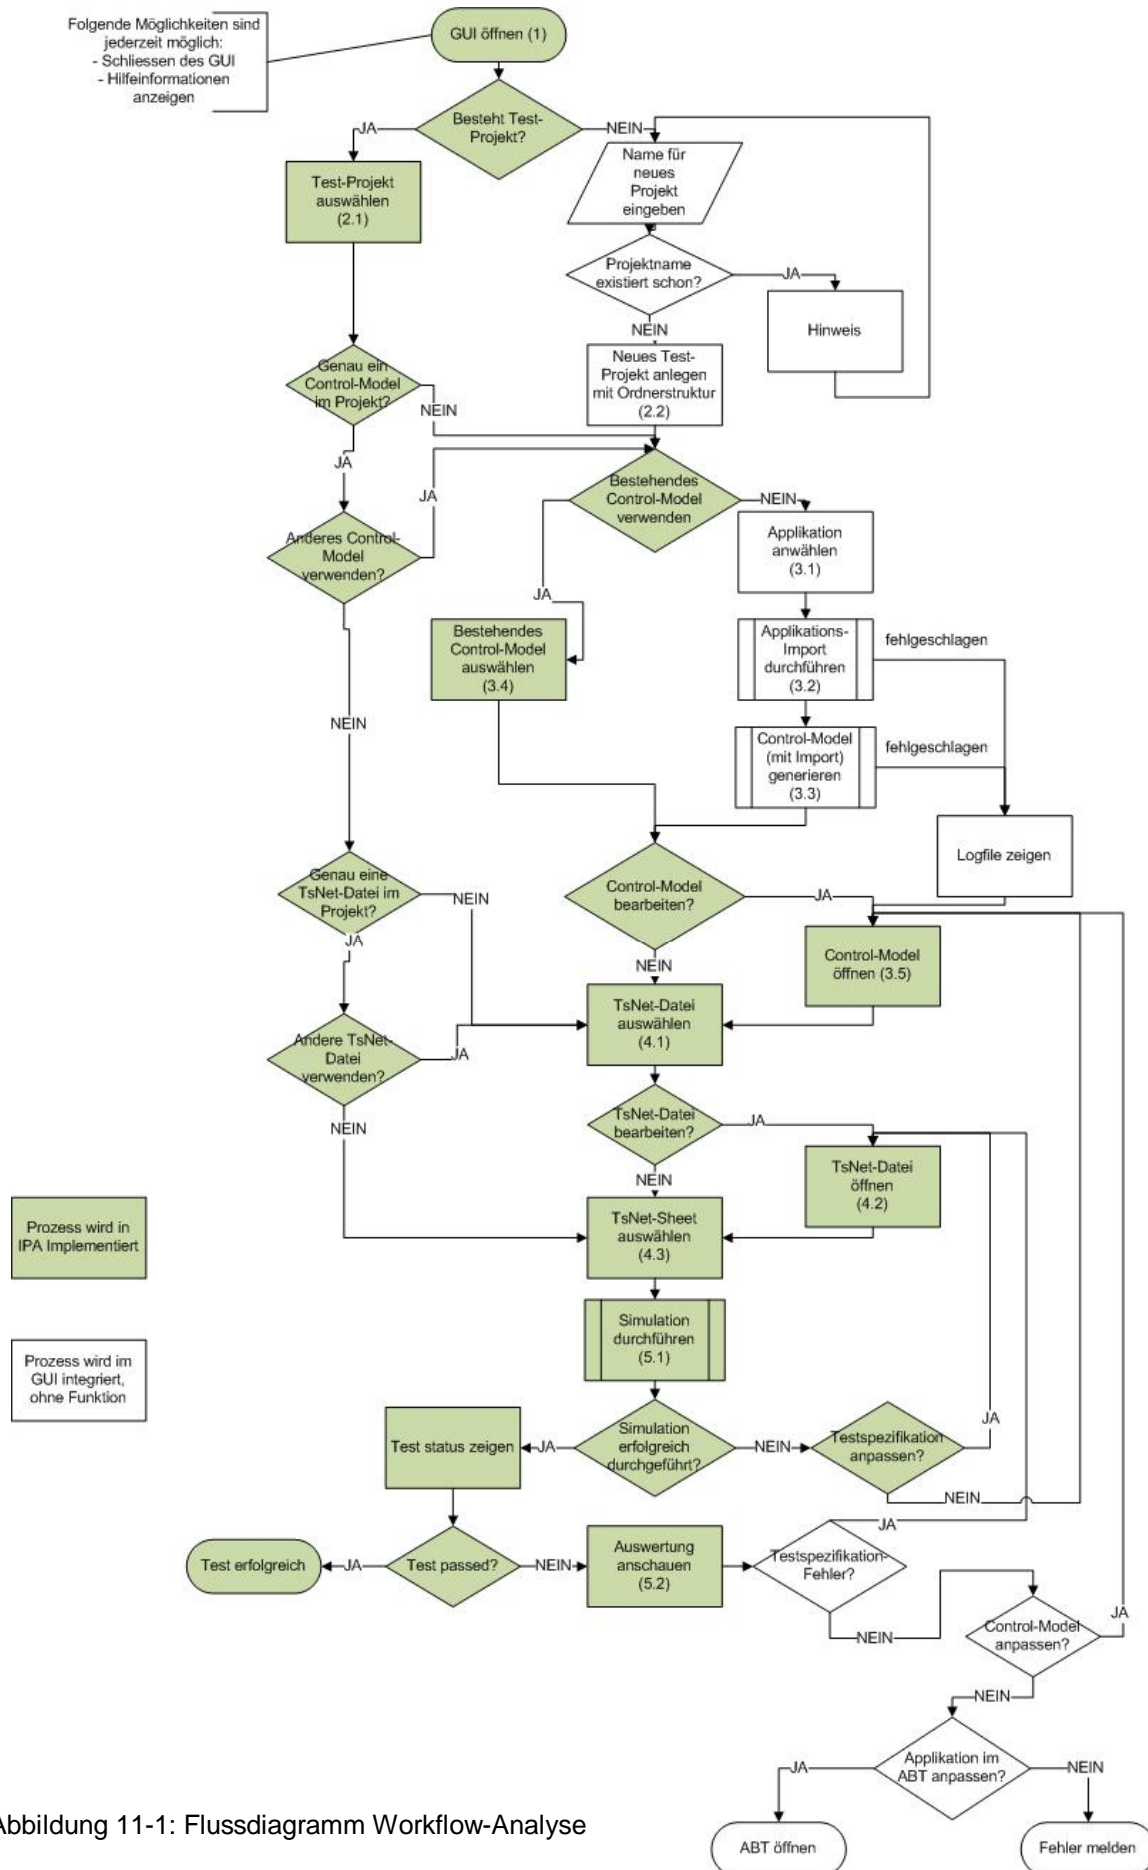 Folgende Möglichkeiten sind
jederzeit möglich:
- Schliessen des GUI
- Hilfeinformationen
anzeigen
GUI öffnen (1)
Besteht Test-
Projekt?
JA
NEIN
Test-Projekt
auswählen
(2.1)
Name für
neues
Projekt
eingeben
Projektname
existiert schon?
JA
NEIN
Hinweis
Neues Test-
Projekt anlegen
mit Ordnerstruktur
(2.2)
Genau ein
Control-Model
im Projekt?
NEIN
JA
Bestehendes
Control-Model
verwenden
NEIN
JA
JA
Anderes Control-
Model
verwenden?
NEIN
Applikation
anwählen
(3.1)
Bestehendes
Control-Model
auswählen
(3.4)
Applikations-
Import
durchführen
(3.2)
fehlgeschlagen
Control-Model
(mit Import)
generieren
(3.3)
fehlgeschlagen
Logfile zeigen
Genau eine
TsNet-Datei im
Projekt?
NEIN
JA
Control-Model
bearbeiten?
JA
NEIN
Control-Model
öffnen (3.5)
TsNet-Datei
auswählen
(4.1)
Andere TsNet-
Datei
verwenden?
JA
NEIN
TsNet-Datei
bearbeiten?
JA
NEIN
TsNet-Datei
öffnen
(4.2)
TsNet-Sheet
auswählen
(4.3)
Prozess wird in
IPA Implementiert
Simulation
durchführen
(5.1)
Prozess wird im
GUI integriert,
ohne Funktion
Test status zeigen
JA
Simulation
erfolgreich
durchgeführt?
NEIN
Testspezifikation
anpassen?
JA
NEIN
Test erfolgreich
JA
Test passed?
NEIN
Auswertung
anschauen
(5.2)
Testspezifikation-
Fehler?
JA
NEIN
Control-Model
anpassen?
JA
NEIN
Applikation im
ABT anpassen?
JA
NEIN
ABT öffnen
Fehler melden
Abbildung 11-1: Flussdiagramm Workflow-Analyse